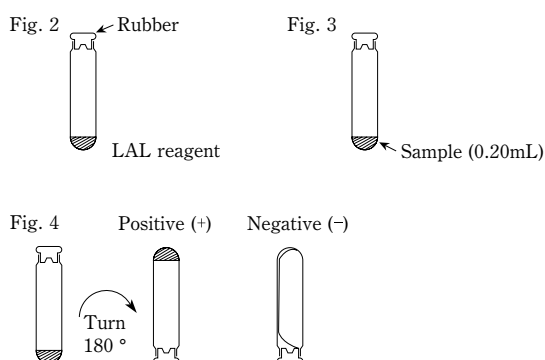 Fig. 2
Rubber
LAL reagent
Fig. 3
Sample (0.20mL)
Fig. 4
Positive (+)
Negative (−)
Turn
180 °